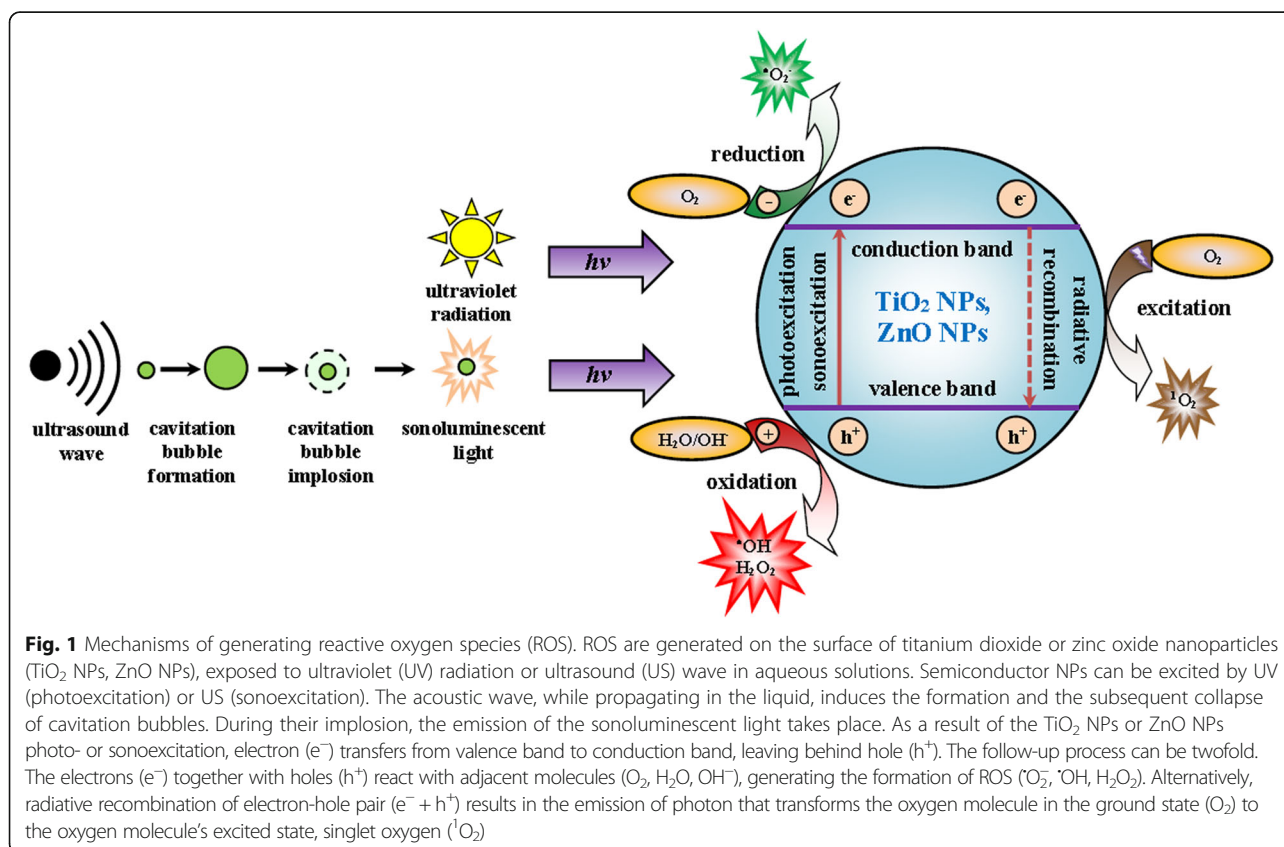 •O₂⁻
reduction
O₂
−
e⁻
e⁻
conduction band
O₂
excitation
hν
ultraviolet
radiation
photoexcitation
sonoexcitation
TiO₂ NPs,
ZnO NPs
radiative
recombination
hν
valence band
¹O₂
ultrasound
wave
cavitation
bubble
formation
cavitation
bubble
implosion
sonoluminescent
light
H₂O/OH⁻
+
h⁺
h⁺
oxidation
•OH
H₂O₂
Fig. 1 Mechanisms of generating reactive oxygen species (ROS). ROS are generated on the surface of titanium dioxide or zinc oxide nanoparticles
(TiO₂ NPs, ZnO NPs), exposed to ultraviolet (UV) radiation or ultrasound (US) wave in aqueous solutions. Semiconductor NPs can be excited by UV
(photoexcitation) or US (sonoexcitation). The acoustic wave, while propagating in the liquid, induces the formation and the subsequent collapse
of cavitation bubbles. During their implosion, the emission of the sonoluminescent light takes place. As a result of the TiO₂ NPs or ZnO NPs
photo- or sonoexcitation, electron (e⁻) transfers from valence band to conduction band, leaving behind hole (h⁺). The follow-up process can be twofold.
The electrons (e⁻) together with holes (h⁺) react with adjacent molecules (O₂, H₂O, OH⁻), generating the formation of ROS (•O₂⁻, •OH, H₂O₂). Alternatively,
radiative recombination of electron-hole pair (e⁻ + h⁺) results in the emission of photon that transforms the oxygen molecule in the ground state (O₂) to
the oxygen molecule's excited state, singlet oxygen (¹O₂)